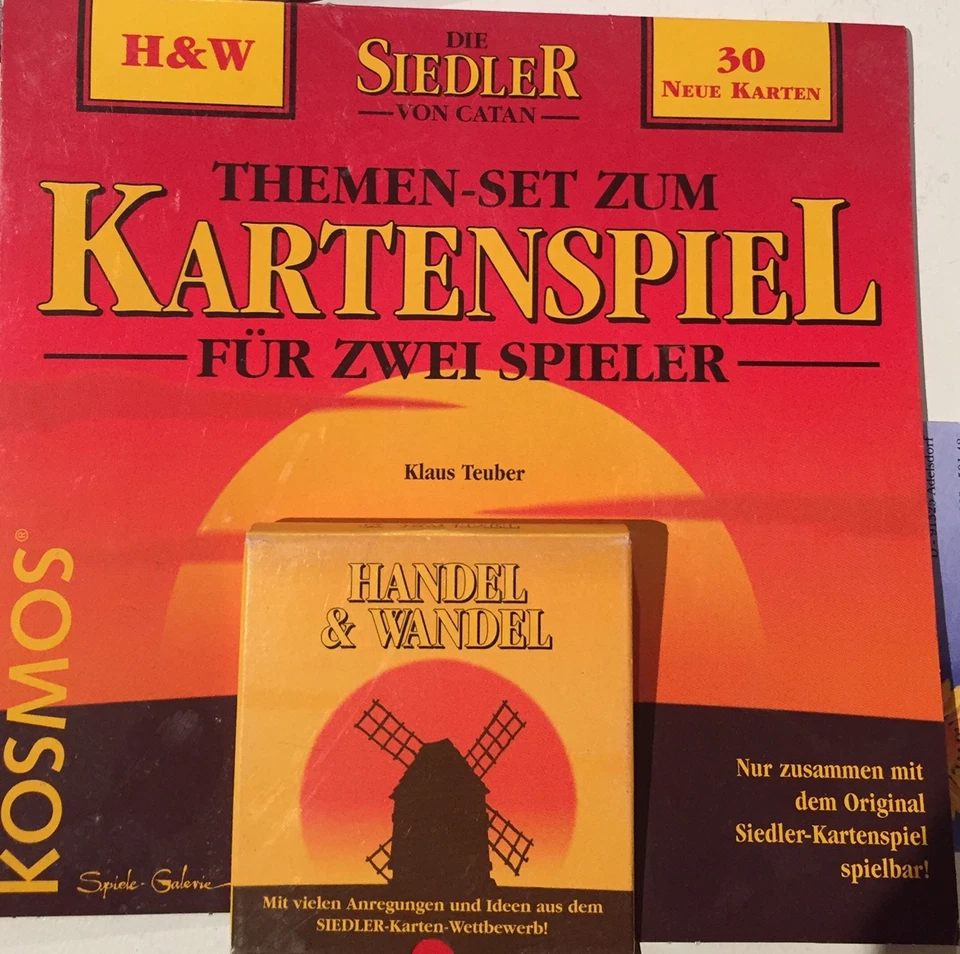 H&W
DIE
SIEDLER
VON CATAN
30
NEUE KARTEN
THEMEN-SET ZUM
KARTENSPIEL
FÜR ZWEI SPIELER
Klaus Teuber
KOSMOS®
HANDEL
& WANDEL
Nur zusammen mit
dem Original
Siedler-Kartenspiel
spielbar!
Spiele-Galerie
Mit vielen Anregungen und Ideen aus dem
SIEDLER-Karten-Wettbewerb!
D-91325 Adelsdorf